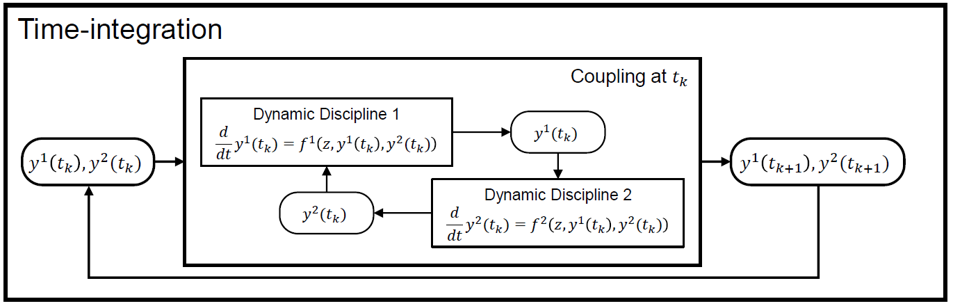 Time-integration
Coupling at $t_k$
Dynamic Discipline 1
$\frac{d}{dt}y^1(t_k) = f^1(z, y^1(t_k), y^2(t_k))$
$y^1(t_k)$
$y^1(t_k), y^2(t_k)$
$y^1(t_{k+1}), y^2(t_{k+1})$
Dynamic Discipline 2
$\frac{d}{dt}y^2(t_k) = f^2(z, y^1(t_k), y^2(t_k))$
$y^2(t_k)$